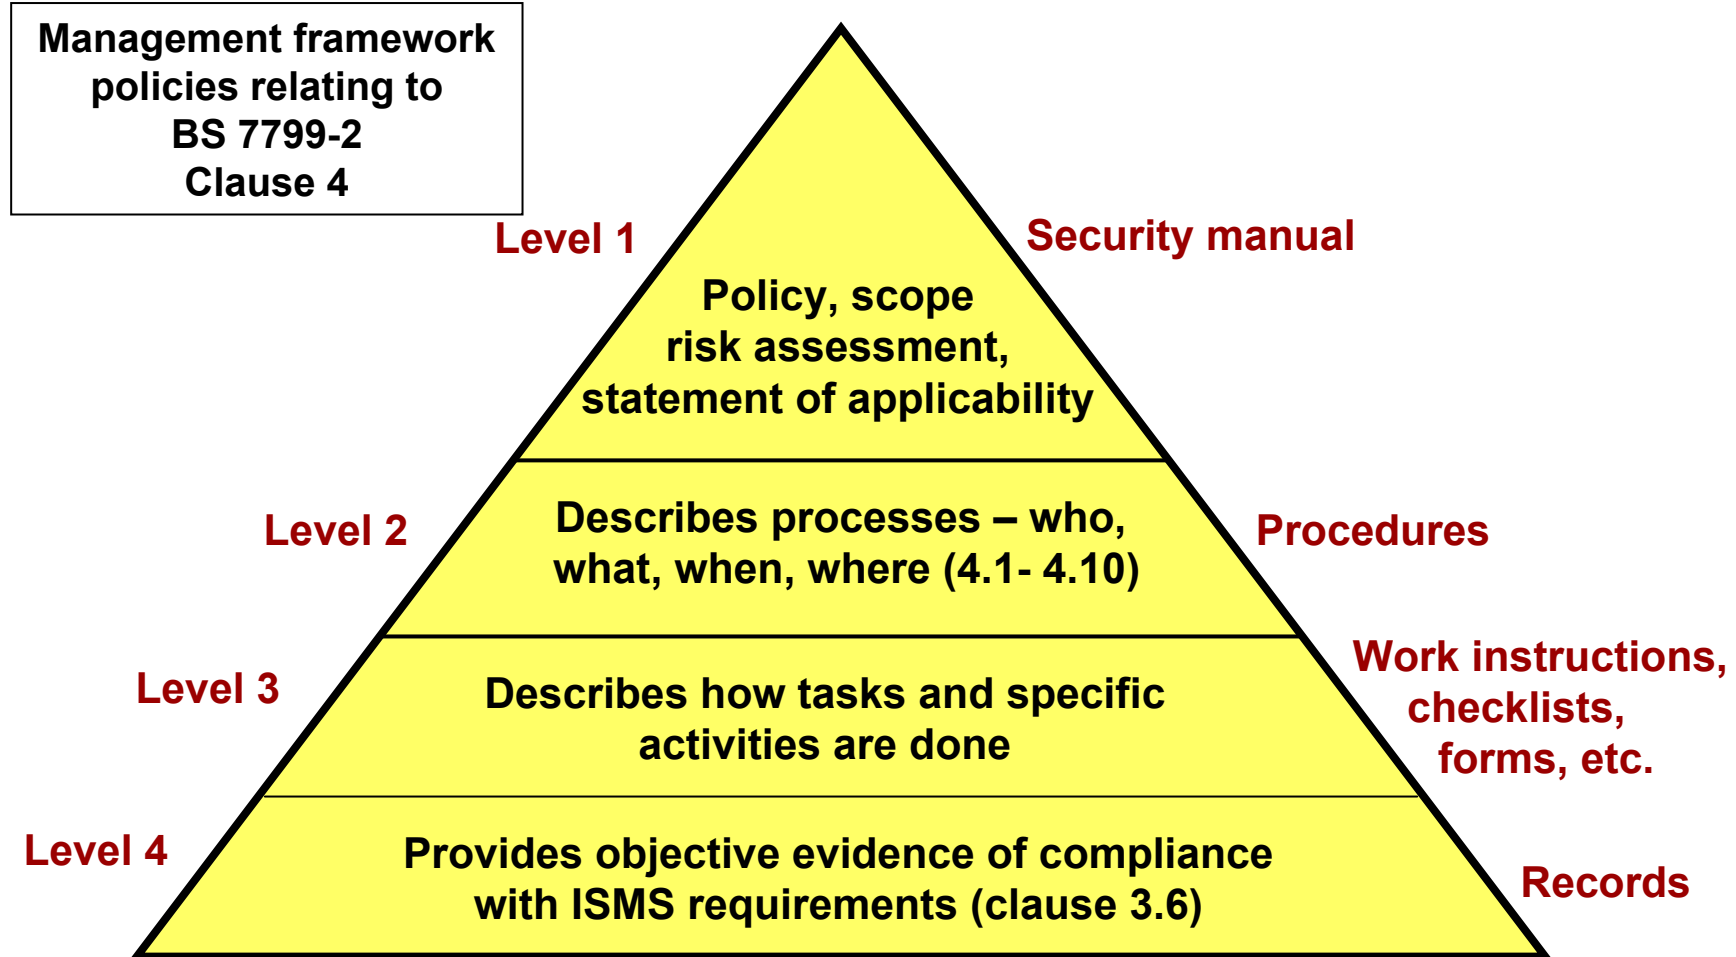 Management framework
policies relating to
BS 7799-2
Clause 4
Level 1
Security manual
Policy, scope
risk assessment,
statement of applicability
Level 2
Describes processes – who,
what, when, where (4.1- 4.10)
Procedures
Level 3
Describes how tasks and specific
activities are done
Work instructions,
checklists,
forms, etc.
Level 4
Provides objective evidence of compliance
with ISMS requirements (clause 3.6)
Records